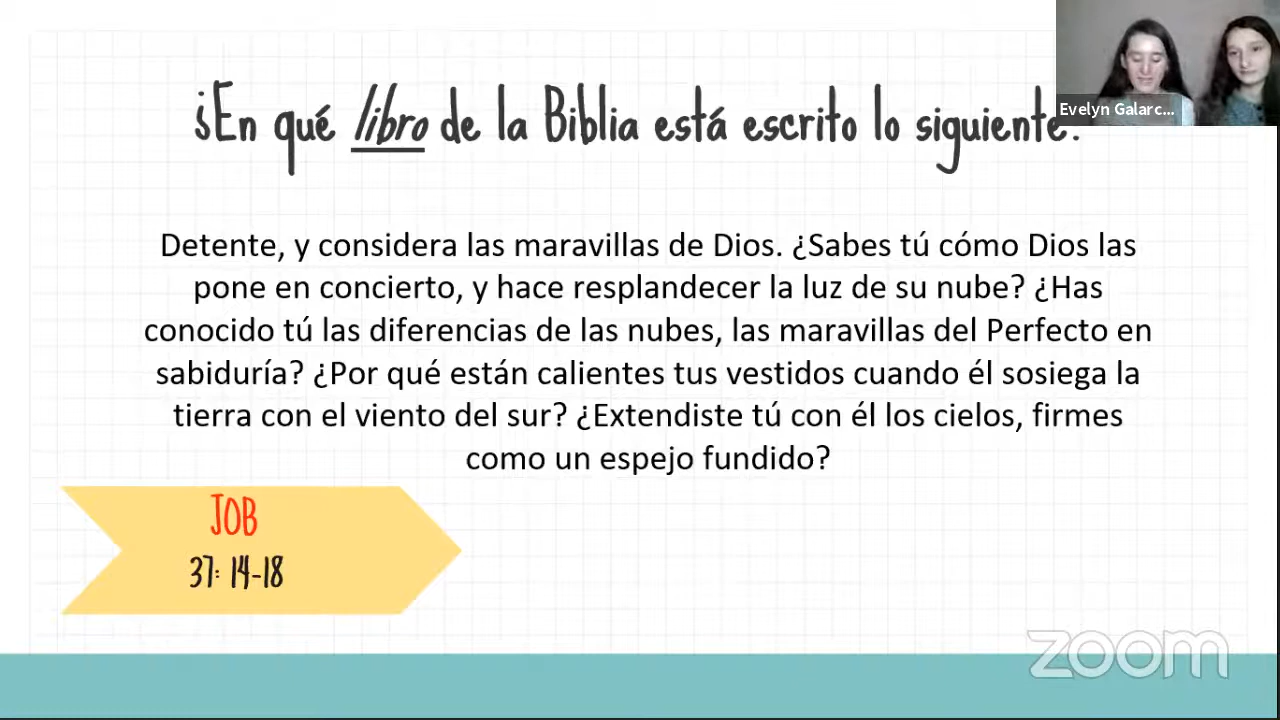 ¿En qué libro de la Biblia está escrito lo siguiente?
Evelyn Galarc...
Detente, y considera las maravillas de Dios. ¿Sabes tú cómo Dios las
pone en concierto, y hace resplandecer la luz de su nube? ¿Has
conocido tú las diferencias de las nubes, las maravillas del Perfecto en
sabiduría? ¿Por qué están calientes tus vestidos cuando él sosiega la
tierra con el viento del sur? ¿Extendiste tú con él los cielos, firmes
como un espejo fundido?
JOB
37: 14-18
zoom